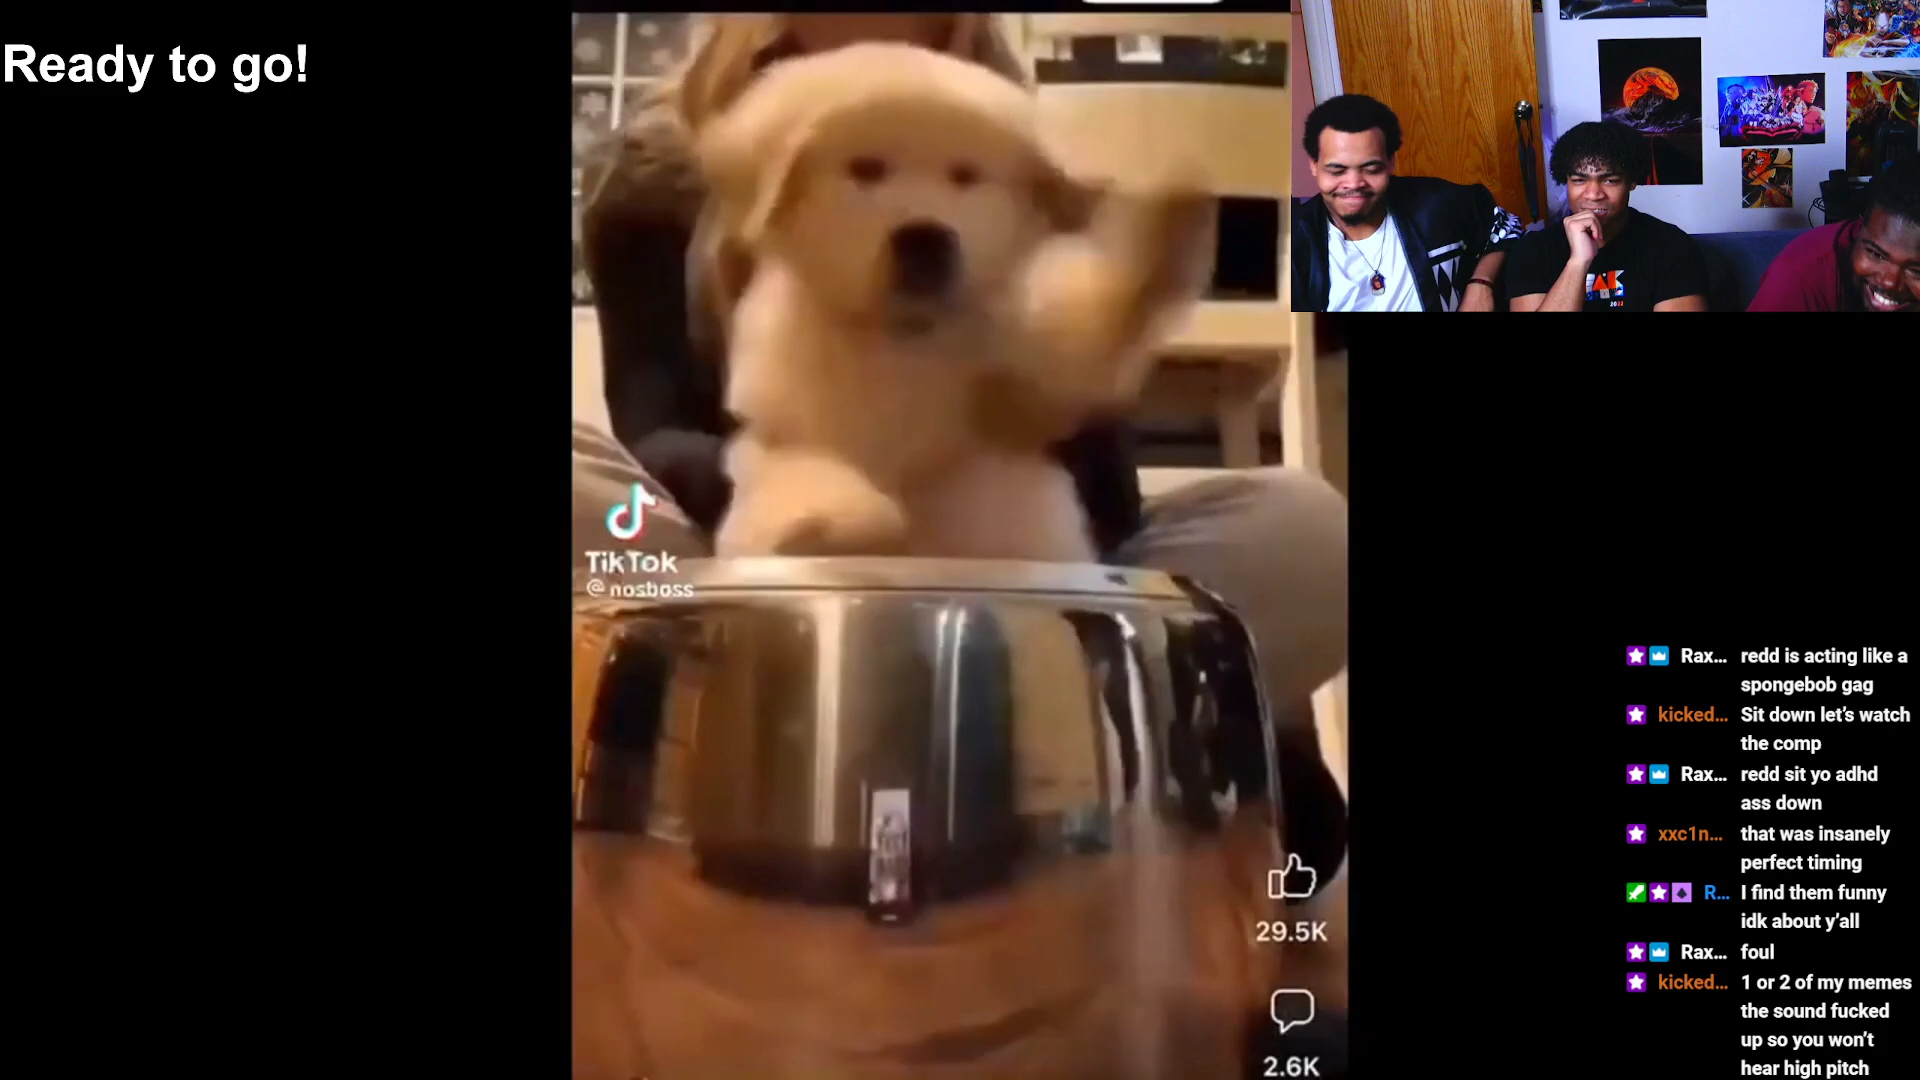 Ready to go!
TikTok
@nosboss
29.5K
2.6K
2022
Rax... redd is acting like a
spongebob gag
kicked... Sit down let’s watch
the comp
Rax... redd sit yo adhd
ass down
xxc1n... that was insanely
perfect timing
R... I find them funny
idk about y’all
Rax... foul
kicked... 1 or 2 of my memes
the sound fucked
up so you won’t
hear high pitch